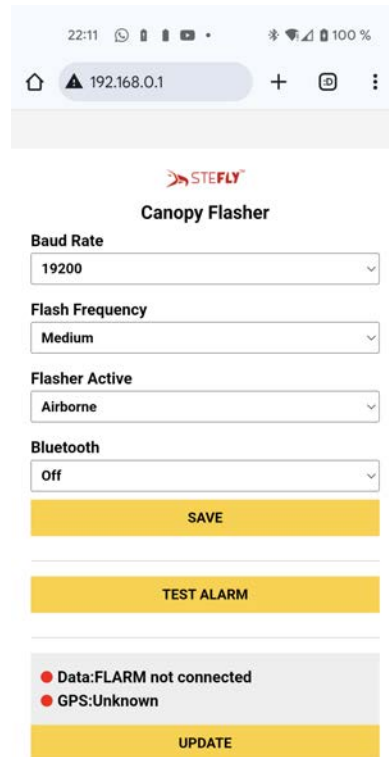 22:11 100 %
192.168.0.1 :D
STEFLY™
Canopy Flasher
Baud Rate
19200
Flash Frequency
Medium
Flasher Active
Airborne
Bluetooth
Off
SAVE
TEST ALARM
Data:FLARM not connected
GPS:Unknown
UPDATE